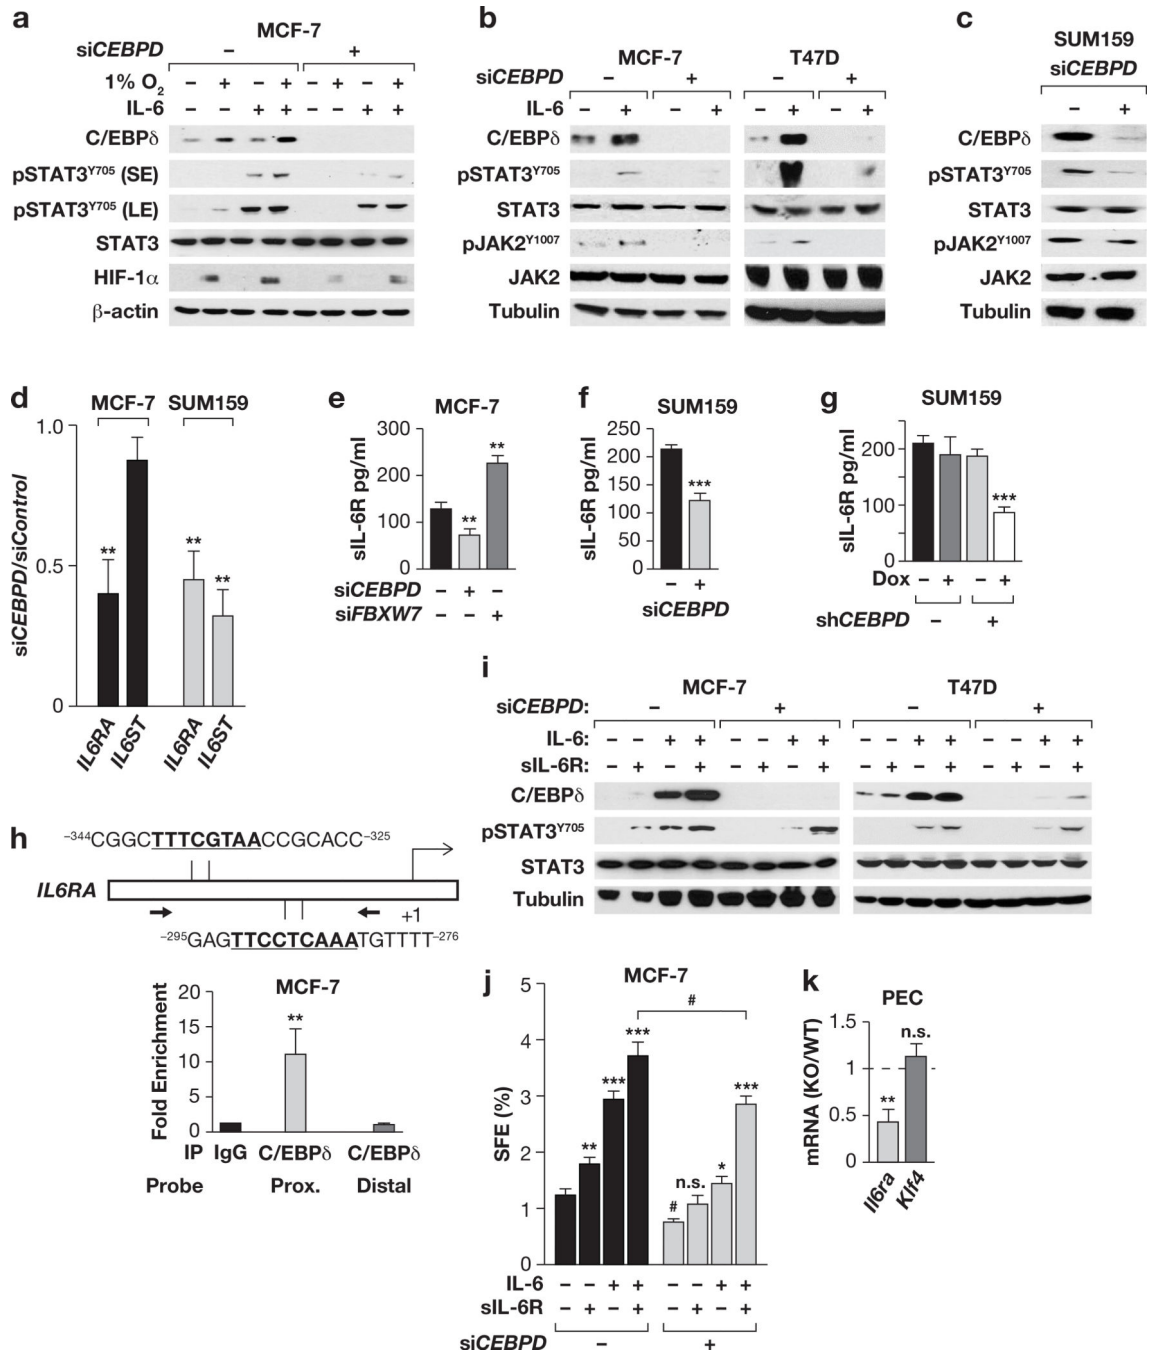 a
MCF-7
siCEBPD − +
1% O2 − + − + − + − +
IL-6 − − + + − − + +
C/EBPδ
pSTAT3Y705 (SE)
pSTAT3Y705 (LE)
STAT3
HIF-1α
β-actin
b
MCF-7 T47D
siCEBPD − + − +
IL-6 − + − + − + − +
C/EBPδ
pSTAT3Y705
STAT3
pJAK2Y1007
JAK2
Tubulin
c
SUM159
siCEBPD
− +
C/EBPδ
pSTAT3Y705
STAT3
pJAK2Y1007
JAK2
Tubulin
d
MCF-7 SUM159
siCEBPD/siControl
1.0
0.5
0
** ** **
IL6RA IL6ST IL6RA IL6ST
e
MCF-7
sIL-6R pg/ml
300
200
100
0
** **
siCEBPD − + −
siFBXW7 − − +
f
SUM159
sIL-6R pg/ml
250
200
150
100
50
0
***
− +
siCEBPD
g
SUM159
sIL-6R pg/ml
200
100
0
***
Dox − + − +
shCEBPD − +
h
−344CGGCTTTCGTAACCGCACC−325
IL6RA
+1
−295GAGTTCCTCAAATGTTTT−276
MCF-7
Fold Enrichment
20
15
10
5
0
**
IP IgG C/EBPδ C/EBPδ
Probe Prox. Distal
i
MCF-7 T47D
siCEBPD: − + − +
IL-6: − − + + − − + + − − + + − − + +
sIL-6R: − + − + − + − + − + − + − + − +
C/EBPδ
pSTAT3Y705
STAT3
Tubulin
j
MCF-7
SFE (%)
5
4
3
2
1
0
#
** *** ***
# n.s. * ***
IL-6 − − + + − − + +
sIL-6R − + − + − + − +
siCEBPD − +
k
PEC
mRNA (KO/WT)
1.5
1
0.5
0
** n.s.
Il6ra Klf4